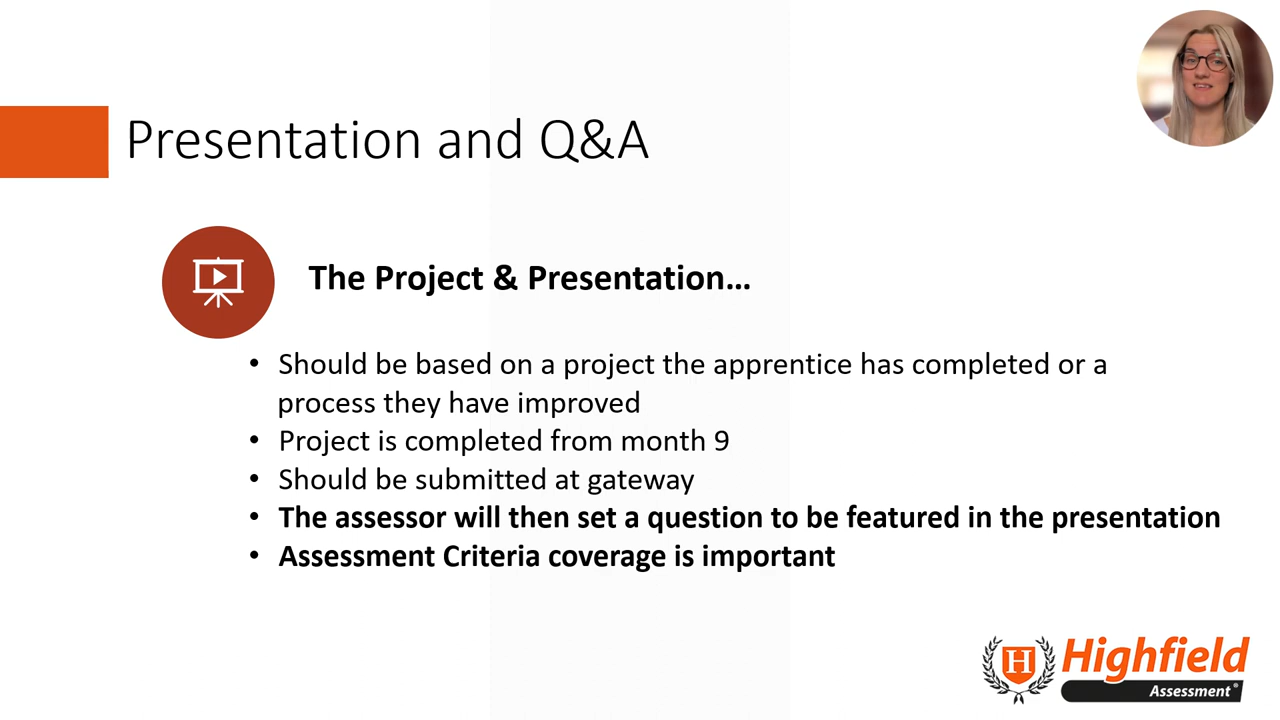 Presentation and Q&A
The Project & Presentation...
• Should be based on a project the apprentice has completed or a
process they have improved
• Project is completed from month 9
• Should be submitted at gateway
• The assessor will then set a question to be featured in the presentation
• Assessment Criteria coverage is important
H Highfield
Assessment®